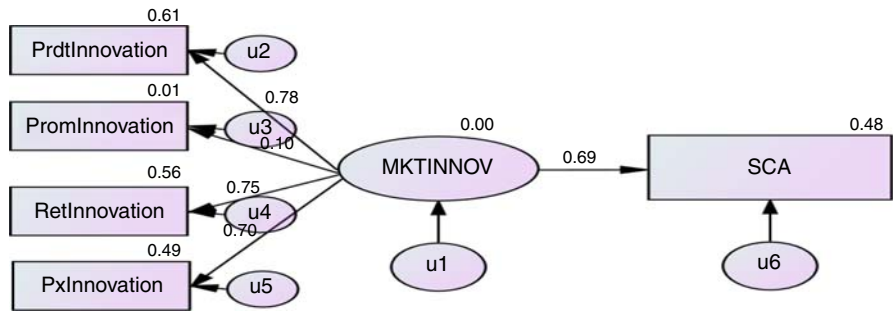 0.61
PrdtInnovation
u2
0.78
0.01
PromInnovation
u3
0.10
0.00
MKTINNOV
0.69
0.48
SCA
0.56
RetInnovation
0.75
u4
0.70
0.49
PxInnovation
u5
u1
u6